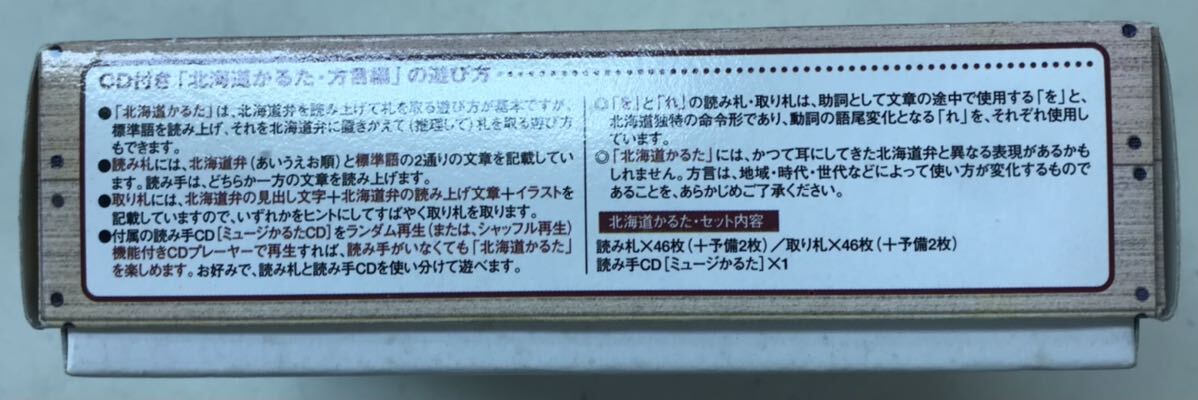 CD付き「北海道かるた・方言編」の遊び方
●「北海道かるた」は、北海道弁を読み上げて札を取る遊び方が基本ですが、
標準語を読み上げ、それを北海道弁に置きかえて(推理して)札を取る遊び方
もできます。
●読み札には、北海道弁(あいうえお順)と標準語の2通りの文章を記載してい
ます。読み手は、どちらか一方の文章を読み上げます。
●取り札には、北海道弁の見出し文字+北海道弁の読み上げ文章+イラストを
記載していますので、いずれかをヒントにしてすばやく取り札を取ります。
●付属の読み手CD[ミュージかるたCD]をランダム再生(または、シャッフル再生)
機能付きCDプレーヤーで再生すれば、読み手がいなくても「北海道かるた」
を楽しめます。お好みで、読み札と読み手CDを使い分けて遊べます。
◎「を」と「れ」の読み札・取り札は、助詞として文章の途中で使用する「を」と、
北海道独特の命令形であり、動詞の語尾変化となる「れ」を、それぞれ使用し
ています。
◎「北海道かるた」には、かつて耳にしてきた北海道弁と異なる表現があるかも
しれません。方言は、地域・時代・世代などによって使い方が変化するもので
あることを、あらかじめご了承ください。
北海道かるた・セット内容
読み札×46枚(+予備2枚)/取り札×46枚(+予備2枚)
読み手CD[ミュージかるた]×1